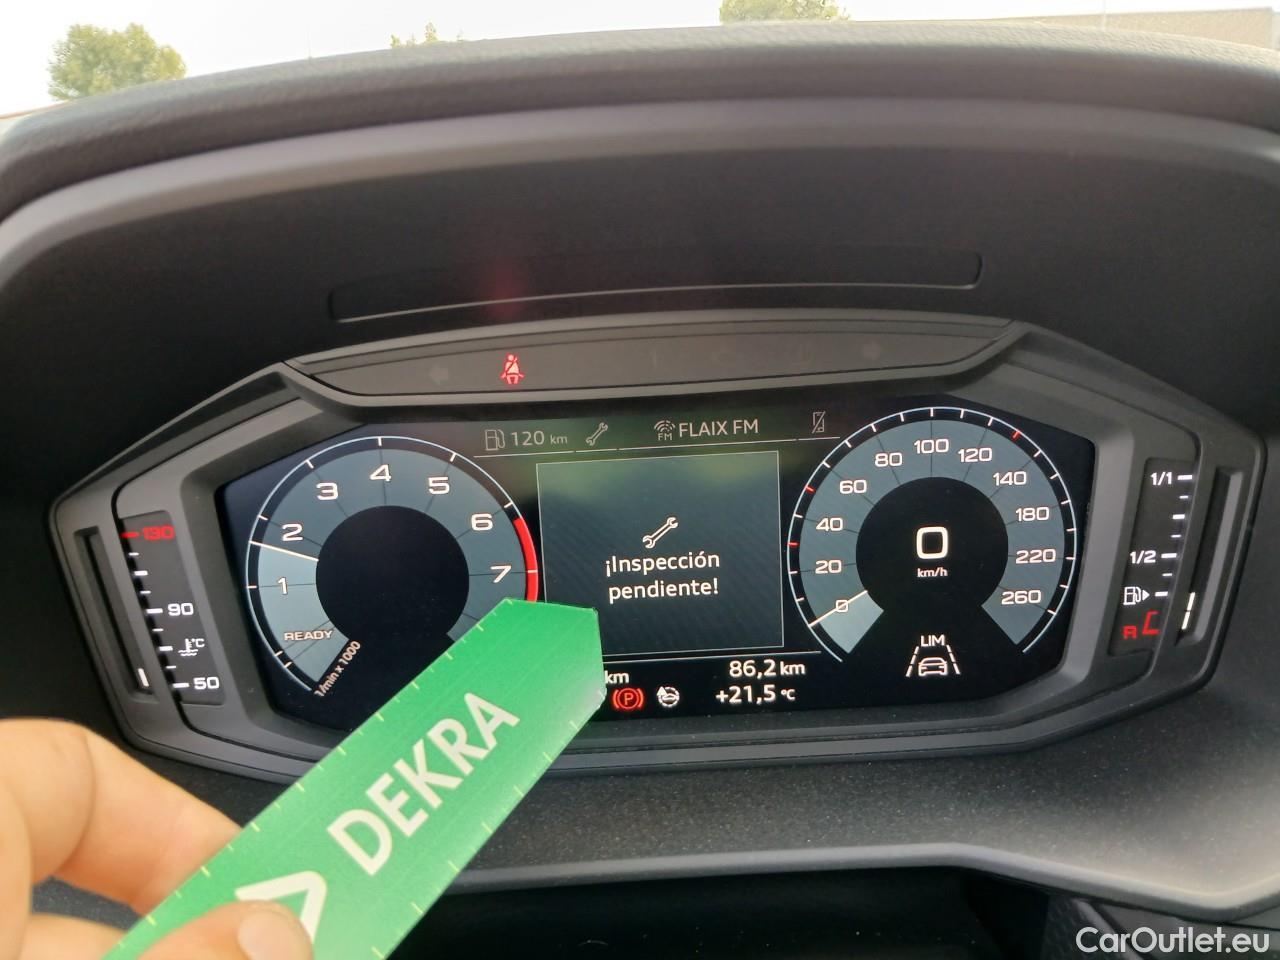 120 km
FM FLAIX FM
¡Inspección
pendiente!
1
2
3
4
5
6
7
READY
1/min x 1000
0
20
40
60
80
100
120
140
180
220
260
0
km/h
LIM
km
86,2 km
+21,5 °C
P
130
90
°C
50
1/1
1/2
R
DEKRA
CarOutlet.eu